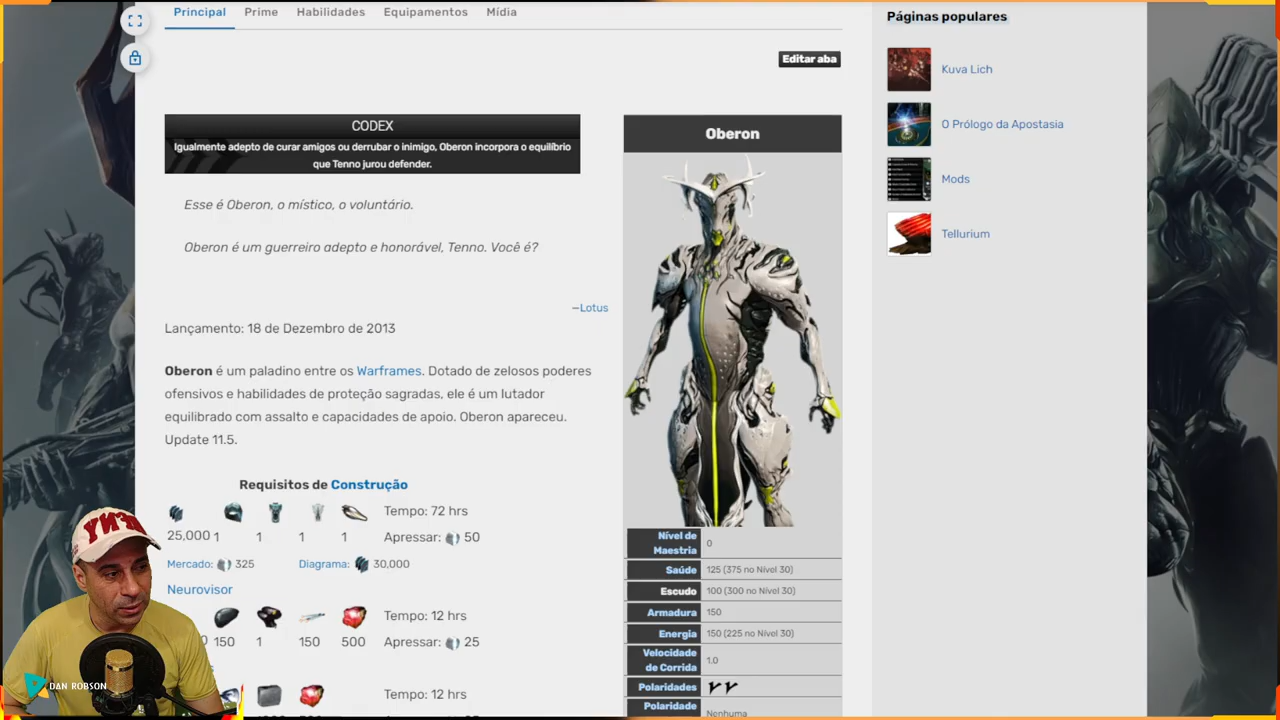 Principal Prime Habilidades Equipamentos Mídia
Editar aba
CODEX
Igualmente adepto de curar amigos ou derrubar o inimigo, Oberon incorpora o equilíbrio
que Tenno jurou defender.
Esse é Oberon, o místico, o voluntário.
Oberon é um guerreiro adepto e honorável, Tenno. Você é?
—Lotus
Lançamento: 18 de Dezembro de 2013
Oberon é um paladino entre os Warframes. Dotado de zelosos poderes
ofensivos e habilidades de proteção sagradas, ele é um lutador
equilibrado com assalto e capacidades de apoio. Oberon apareceu.
Update 11.5.
Requisitos de Construção
Tempo: 72 hrs
25,000 1 1 1 1 Apressar: 50
Mercado: 325 Diagrama: 30,000
Neurovisor
Tempo: 12 hrs
150 1 150 500 Apressar: 25
Tempo: 12 hrs
Oberon
Nível de Maestria 0
Saúde 125 (375 no Nível 30)
Escudo 100 (300 no Nível 30)
Armadura 150
Energia 150 (225 no Nível 30)
Velocidade de Corrida 1.0
Polaridades
Polaridade Nenhuma
Páginas populares
Kuva Lich
O Prólogo da Apostasia
Mods
Tellurium
DAN ROBSON